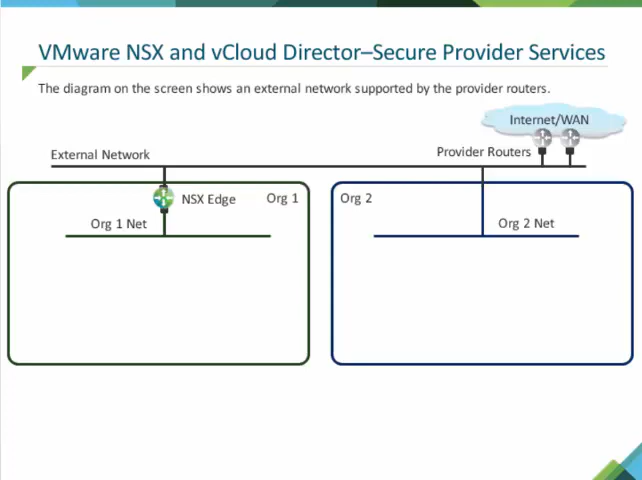 VMware NSX and vCloud Director–Secure Provider Services
The diagram on the screen shows an external network supported by the provider routers.
Internet/WAN
External Network
Provider Routers
NSX Edge
Org 1
Org 2
Org 1 Net
Org 2 Net